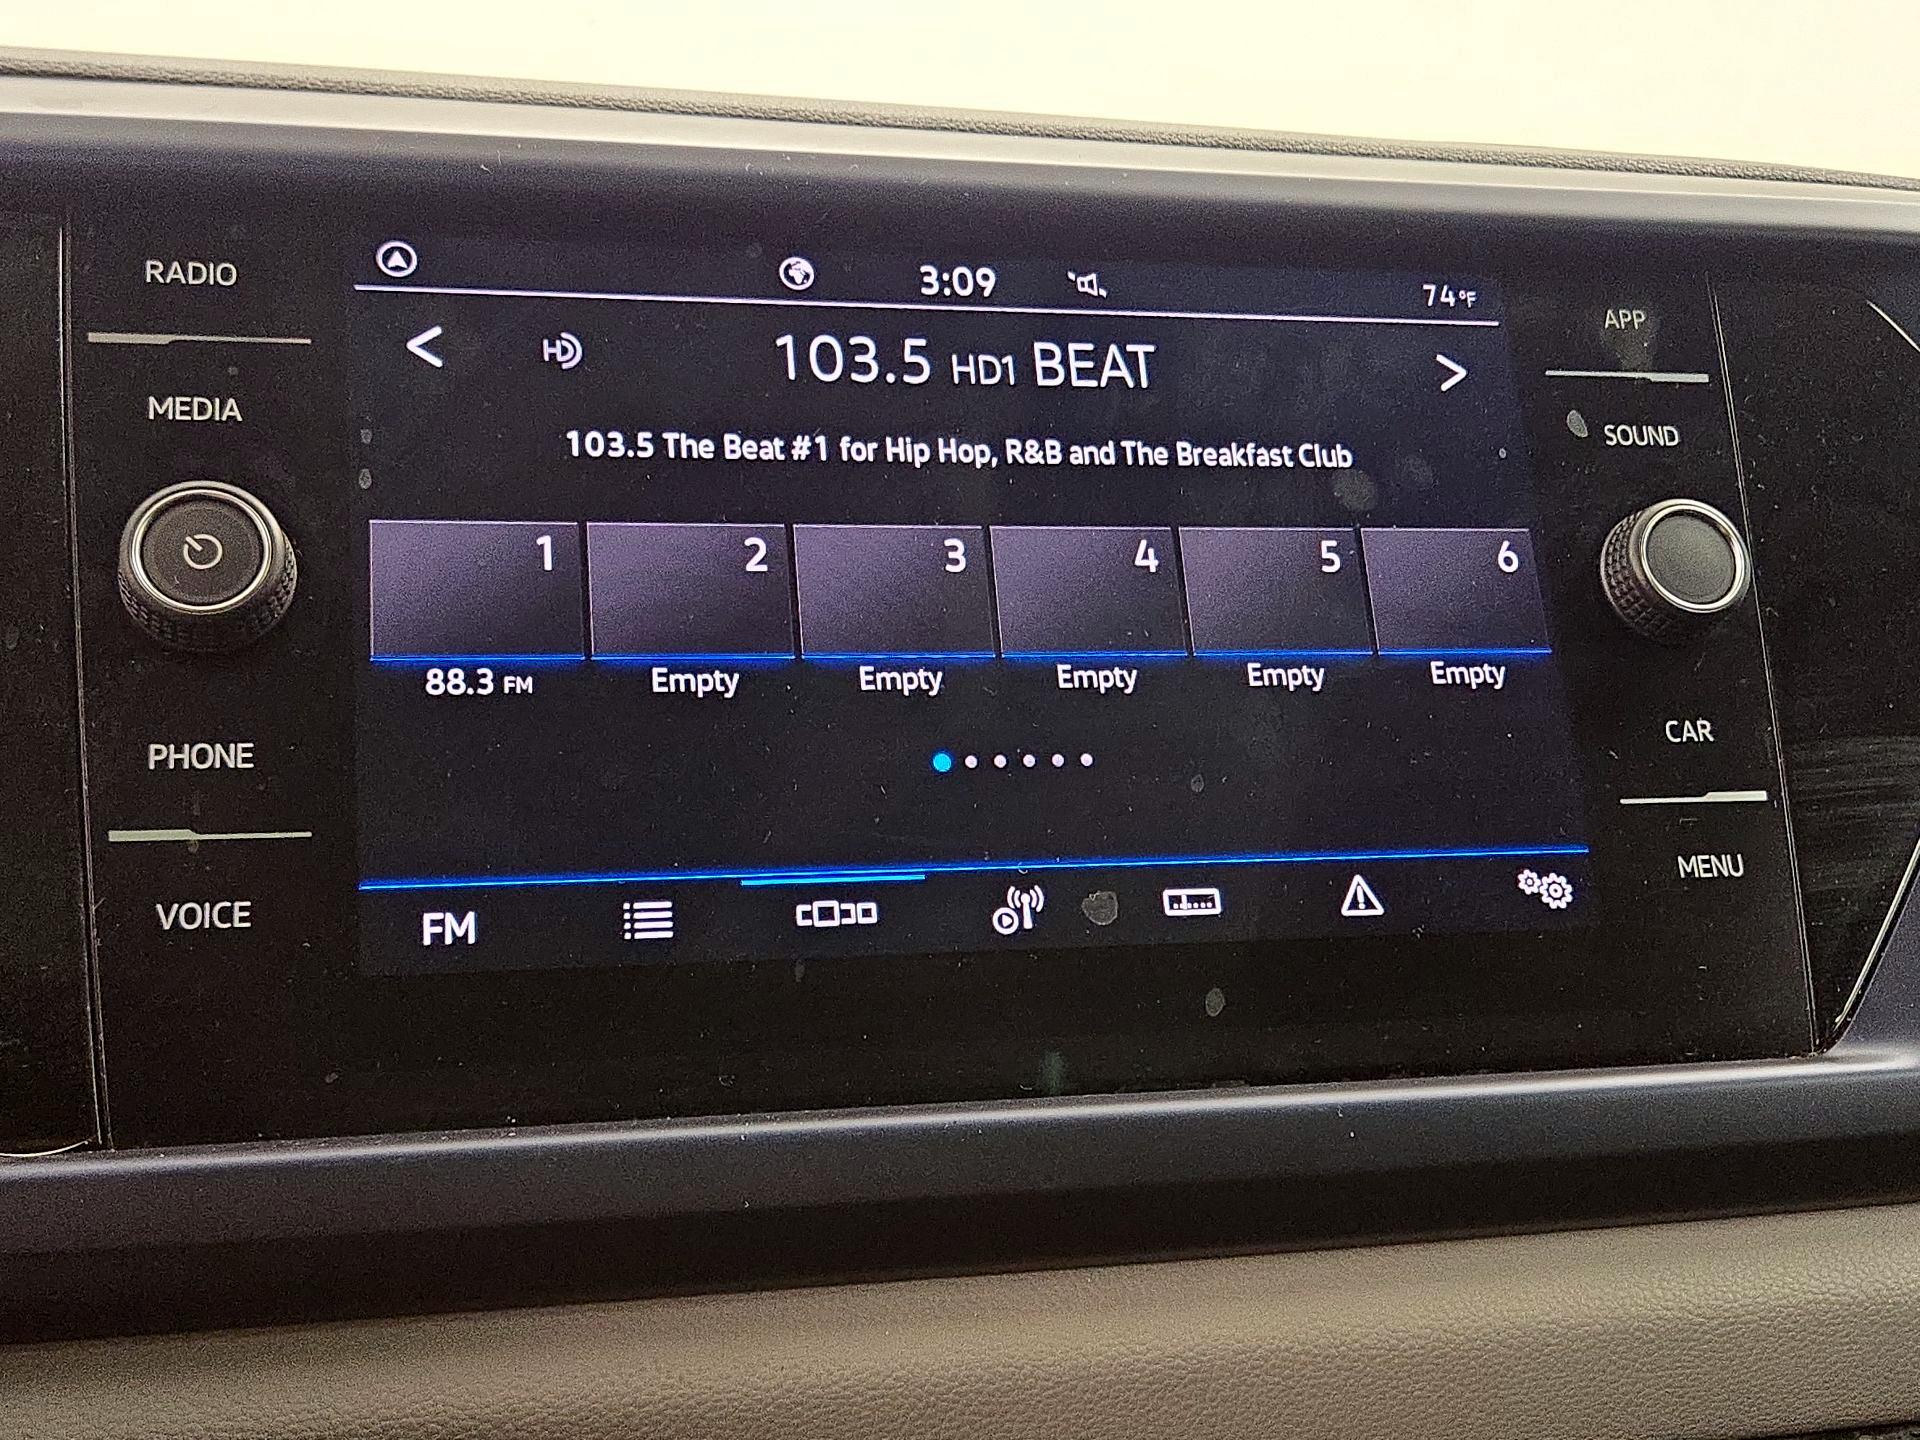 RADIO
MEDIA
PHONE
VOICE
3:09
74°F
HD
103.5 HD1 BEAT
103.5 The Beat #1 for Hip Hop, R&B and The Breakfast Club
1 2 3 4 5 6
88.3 FM Empty Empty Empty Empty Empty
FM
APP
SOUND
CAR
MENU